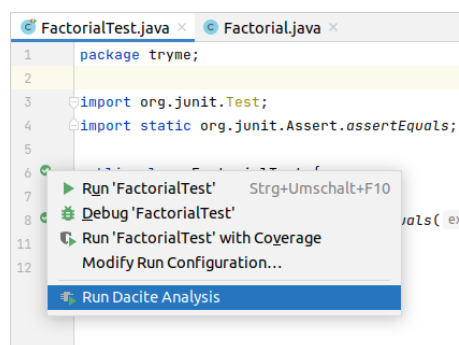 FactorialTest.java × Factorial.java ×
1 package tryme;
2
3 import org.junit.Test;
4 import static org.junit.Assert.assertEquals;
5
6
7
Run 'FactorialTest' Strg+Umschalt+F10
8
Debug 'FactorialTest'
11
Run 'FactorialTest' with Coverage
12
Modify Run Configuration...
Run Dacite Analysis